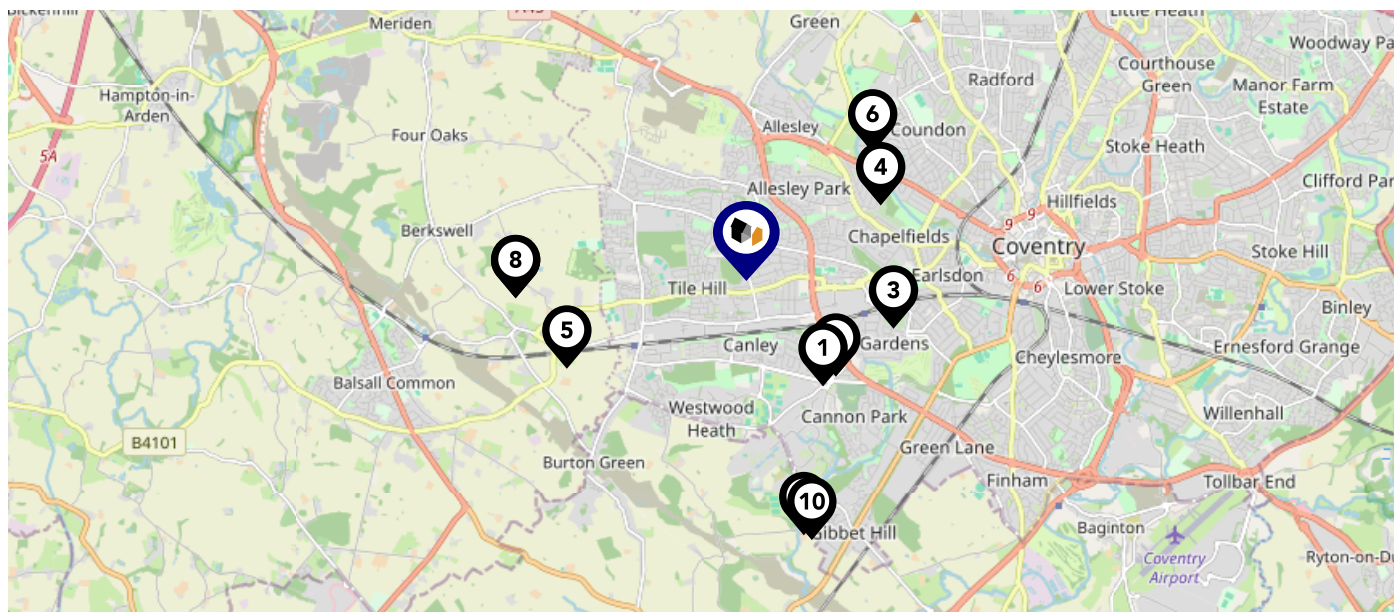 Meriden
A45
Green
Little Heath
Woodway Pa
Courthouse
Green
Radford
Manor Farm
Estate
Hampton-in-
Arden
5A
Four Oaks
6
Allesley
Coundon
Stoke Heath
4
Allesley Park
Clifford Par
Hillfields
9
9
Berkswell
Chapelfields
Coventry
Stoke Hill
8
Earlsdon
6
6
Tile Hill
3
Lower Stoke
Binley
5
1
Canley
Gardens
Ernesford Grange
Cheylesmore
Balsall Common
Westwood
Heath
Cannon Park
Willenhall
B4101
Green Lane
Burton Green
Finham
Tollbar End
10
Gibbet Hill
Baginton
Coventry
Airport
Ryton-on-Du